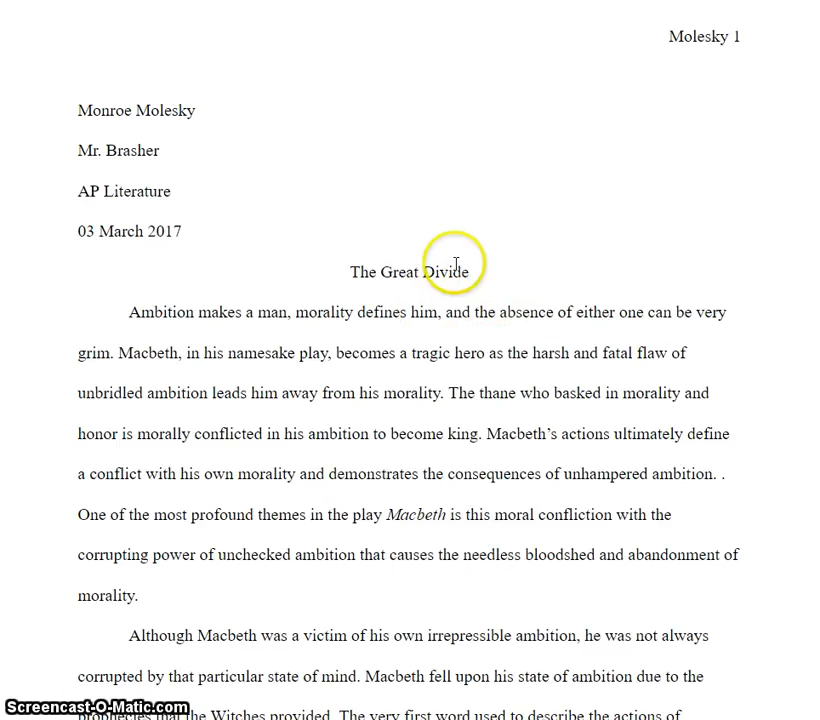 Molesky 1
Monroe Molesky
Mr. Brasher
AP Literature
03 March 2017
The Great Divide
Ambition makes a man, morality defines him, and the absence of either one can be very
grim. Macbeth, in his namesake play, becomes a tragic hero as the harsh and fatal flaw of
unbridled ambition leads him away from his morality. The thane who basked in morality and
honor is morally conflicted in his ambition to become king. Macbeth’s actions ultimately define
a conflict with his own morality and demonstrates the consequences of unhampered ambition. .
One of the most profound themes in the play Macbeth is this moral confliction with the
corrupting power of unchecked ambition that causes the needless bloodshed and abandonment of
morality.
Although Macbeth was a victim of his own irrepressible ambition, he was not always
corrupted by that particular state of mind. Macbeth fell upon his state of ambition due to the
prophecies that the Witches provided. The very first word used to describe the actions of
Screencast-O-Matic.com